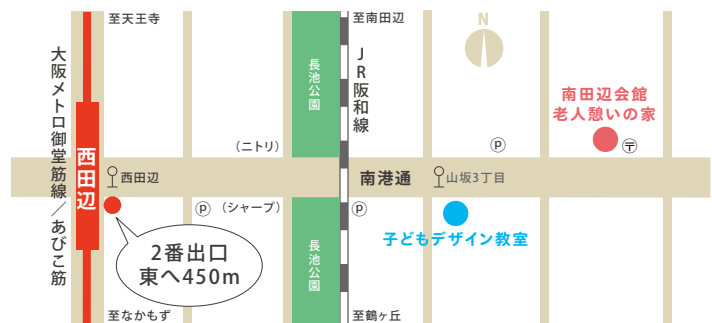 至天王寺
至南田辺
N
大阪メトロ御堂筋線／あびこ筋
西田辺
長池公園
JR阪和線
南田辺会館
老人憩いの家
（ニトリ）
p
〒
西田辺
南港通
山坂3丁目
p
（シャープ）
p
子どもデザイン教室
2番出口
東へ450m
長池公園
至なかもず
至鶴ヶ丘